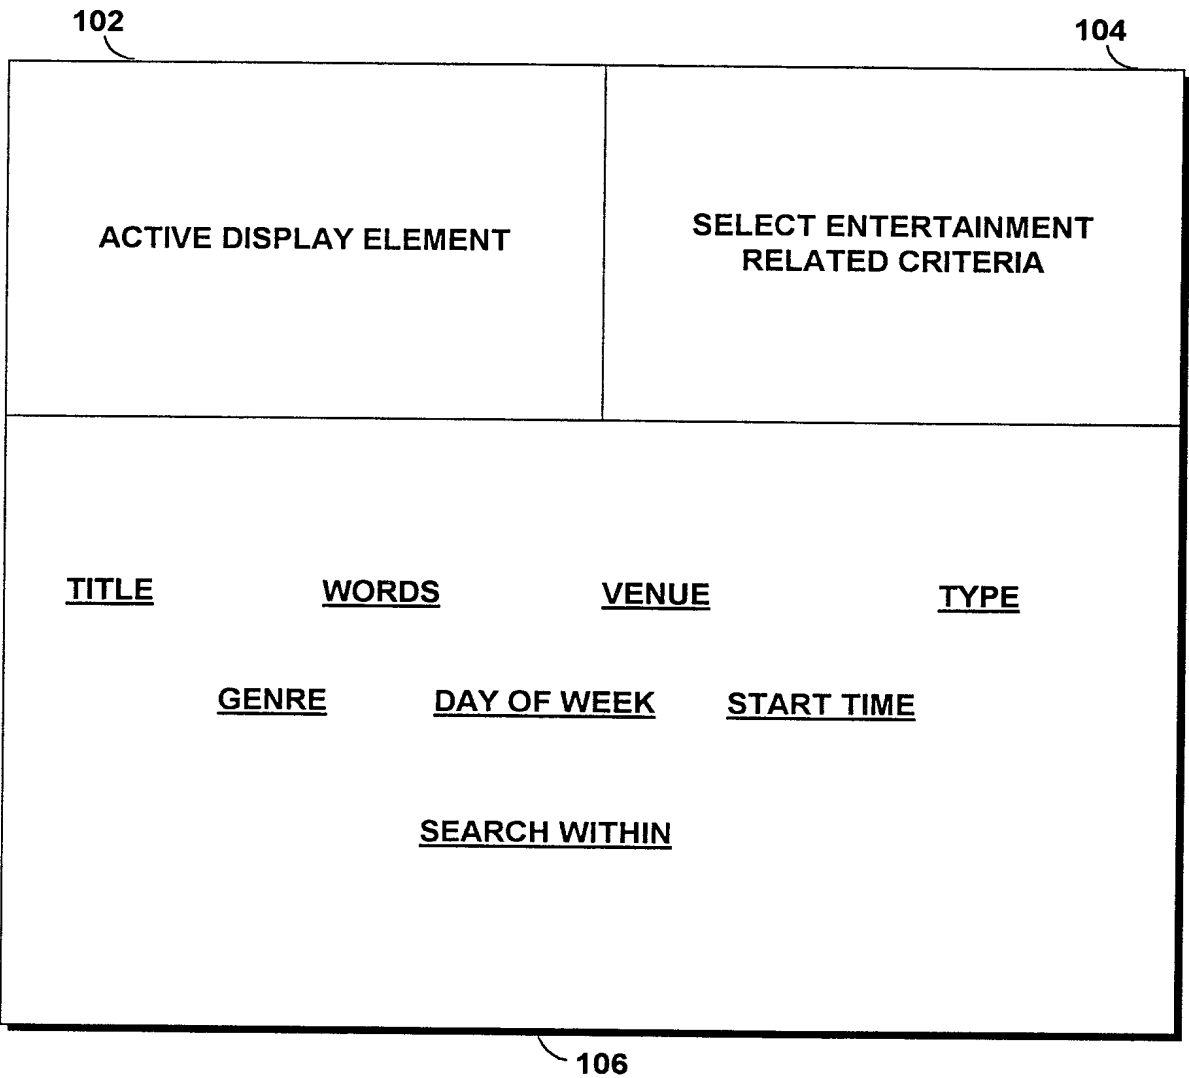 102
104
ACTIVE DISPLAY ELEMENT
SELECT ENTERTAINMENT
RELATED CRITERIA
TITLE WORDS VENUE TYPE
GENRE DAY OF WEEK START TIME
SEARCH WITHIN
106